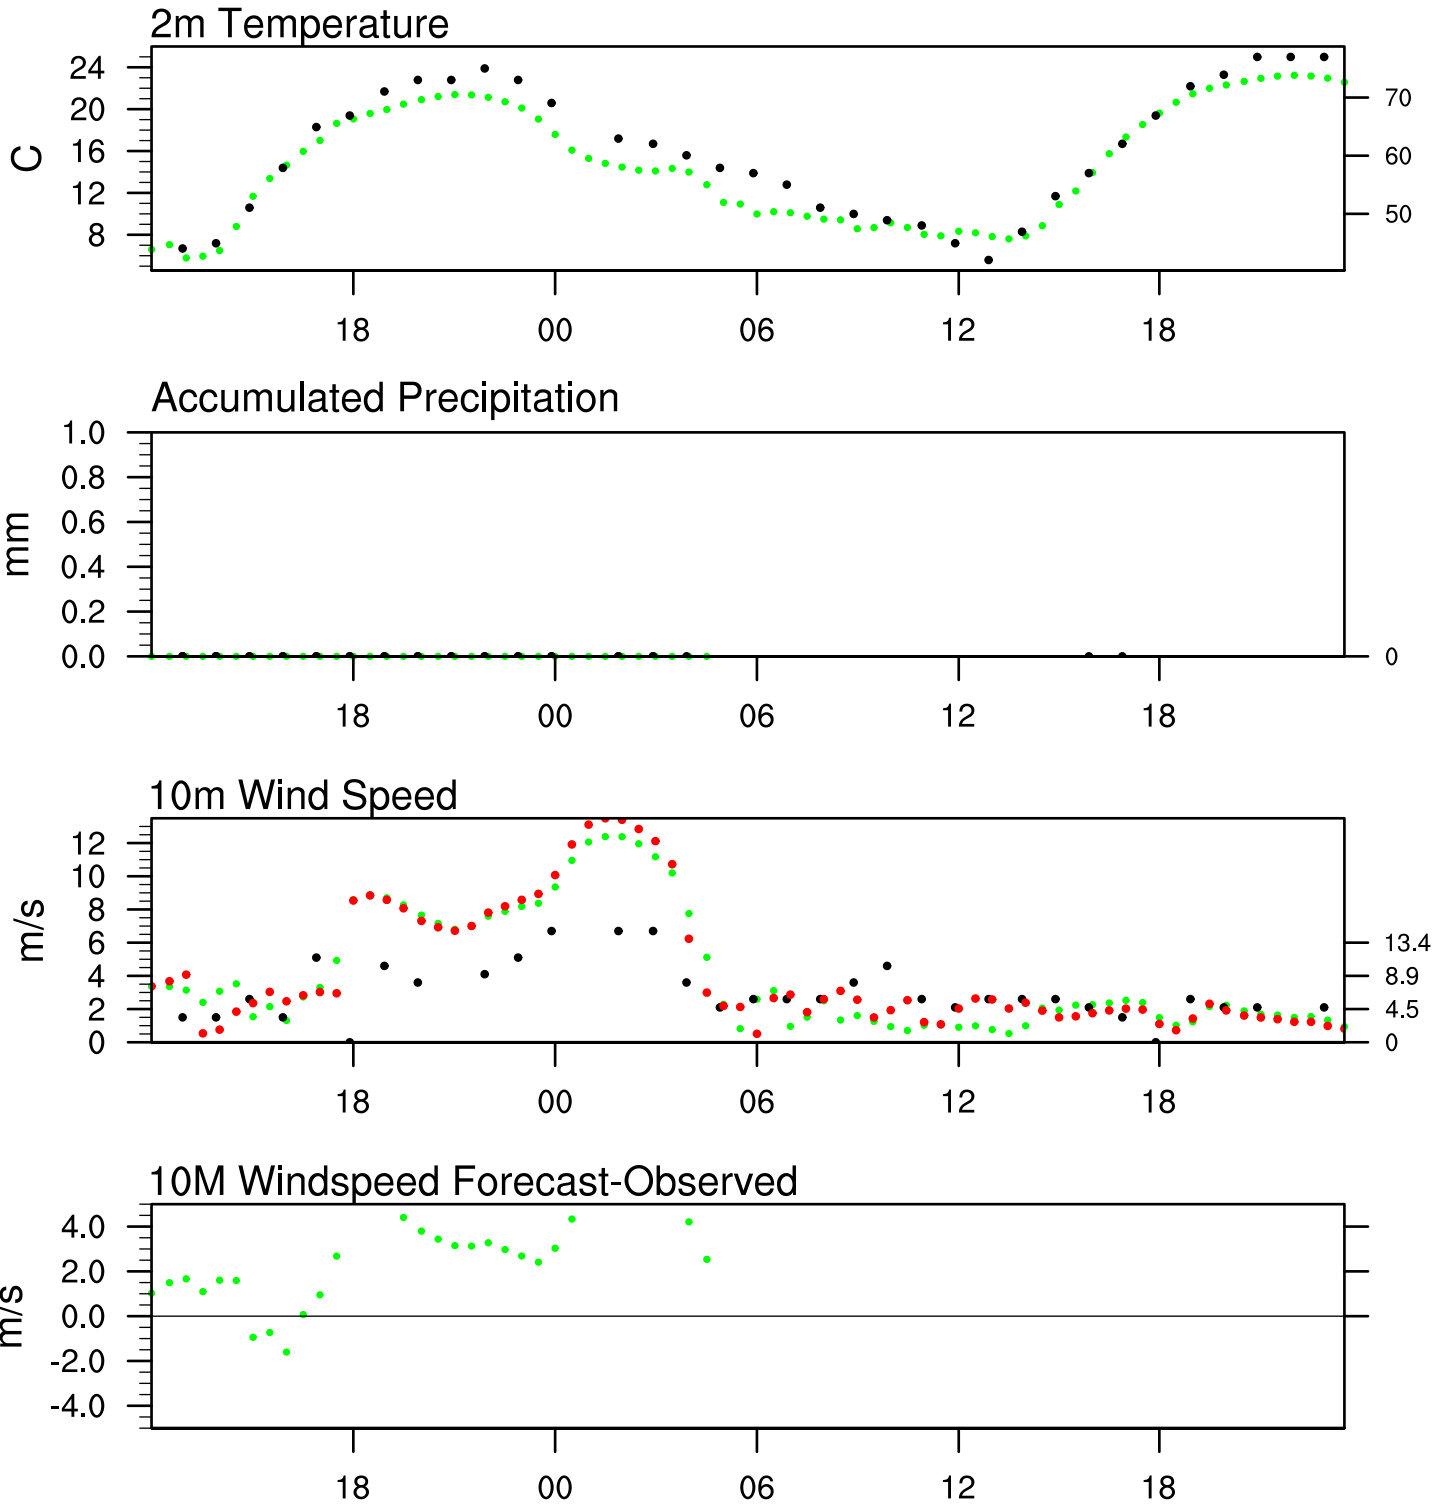 2m Temperature
24
20
16
12
8
C
70
60
50
18 00 06 12 18
Accumulated Precipitation
1.0
0.8
0.6
0.4
0.2
0.0
mm
0
18 00 06 12 18
10m Wind Speed
12
10
8
6
4
2
0
m/s
13.4
8.9
4.5
0
18 00 06 12 18
10M Windspeed Forecast-Observed
4.0
2.0
0.0
-2.0
-4.0
m/s
18 00 06 12 18